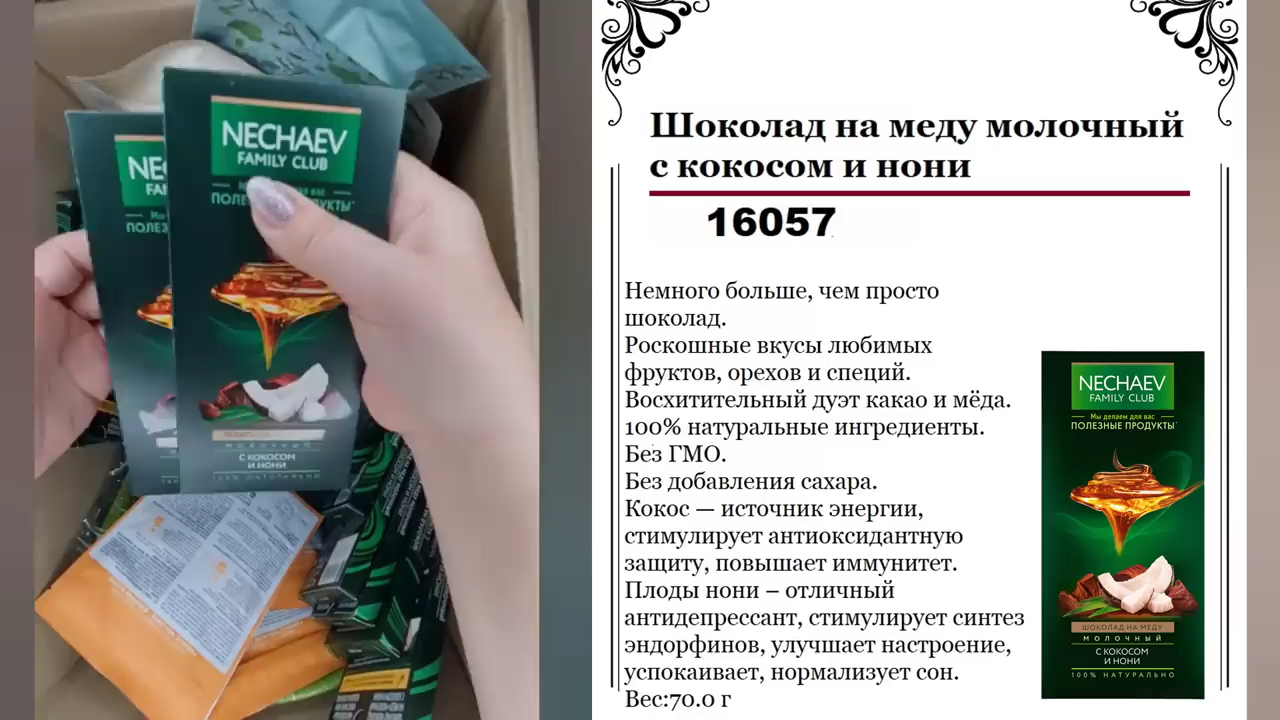 NECHAEV
FAMILY CLUB
ПОЛЕЗНЫЕ ПРОДУКТЫ
С КОКОСОМ
И НОНИ
100% НАТУРАЛЬНО
Шоколад на меду молочный
с кокосом и нони
16057
Немного больше, чем просто
шоколад.
Роскошные вкусы любимых
фруктов, орехов и специй.
Восхитительный дуэт какао и мёда.
100% натуральные ингредиенты.
Без ГМО.
Без добавления сахара.
Кокос — источник энергии,
стимулирует антиоксидантную
защиту, повышает иммунитет.
Плоды нони – отличный
антидепрессант, стимулирует синтез
эндорфинов, улучшает настроение,
успокаивает, нормализует сон.
Вес:70.0 г
NECHAEV
FAMILY CLUB
Мы делаем для вас
ПОЛЕЗНЫЕ ПРОДУКТЫ
ШОКОЛАД НА МЕДУ
МОЛОЧНЫЙ
С КОКОСОМ
И НОНИ
100% НАТУРАЛЬНО